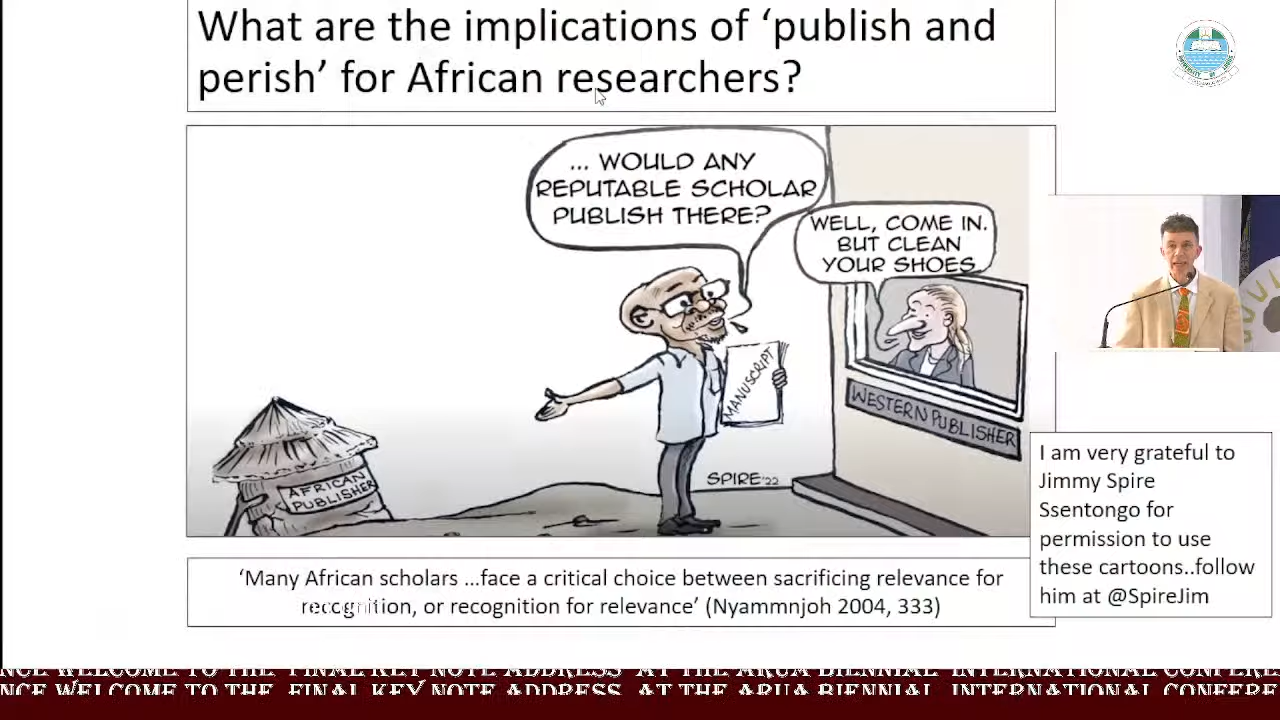 What are the implications of ‘publish and
perish’ for African researchers?
... WOULD ANY
REPUTABLE SCHOLAR
PUBLISH THERE?
WELL, COME IN.
BUT CLEAN
YOUR SHOES.
MANUSCRIPT
WESTERN PUBLISHER
AFRICAN
PUBLISHER
SPIRE'22
I am very grateful to
Jimmy Spire
Ssentongo for
permission to use
these cartoons..follow
him at @SpireJim
‘Many African scholars ...face a critical choice between sacrificing relevance for
recognition, or recognition for relevance’ (Nyammnjoh 2004, 333)
NCE WELCOME TO THE FINAL KEY NOTE ADDRESS AT THE ARUA BIENNIAL INTERNATIONAL CONFERE